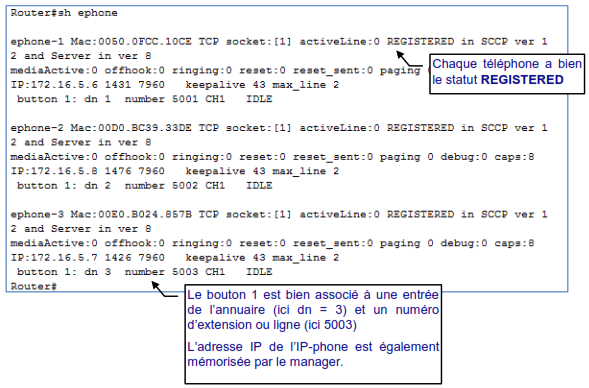 Router#sh ephone
ephone-1 Mac:0050.0FCC.10CE TCP socket:[1] activeLine:0 REGISTERED in SCCP ver 1
2 and Server in ver 8
mediaActive:0 offhook:0 ringing:0 reset:0 reset_sent:0 paging
IP:172.16.5.6 1431 7960 keepalive 43 max_line 2
button 1: dn 1 number 5001 CH1 IDLE
Chaque téléphone a bien
le statut REGISTERED
ephone-2 Mac:00D0.BC39.33DE TCP socket:[1] activeLine:0 REGISTERED in SCCP ver 1
2 and Server in ver 8
mediaActive:0 offhook:0 ringing:0 reset:0 reset_sent:0 paging 0 debug:0 caps:8
IP:172.16.5.8 1476 7960 keepalive 43 max_line 2
button 1: dn 2 number 5002 CH1 IDLE
ephone-3 Mac:00E0.B024.857B TCP socket:[1] activeLine:0 REGISTERED in SCCP ver 1
2 and Server in ver 8
mediaActive:0 offhook:0 ringing:0 reset:0 reset_sent:0 paging 0 debug:0 caps:8
IP:172.16.5.7 1426 7960 keepalive 43 max_line 2
button 1: dn 3 number 5003 CH1 IDLE
Router#
Le bouton 1 est bien associé à une entrée
de l'annuaire (ici dn = 3) et un numéro
d'extension ou ligne (ici 5003)
L'adresse IP de l'IP-phone est également
mémorisée par le manager.